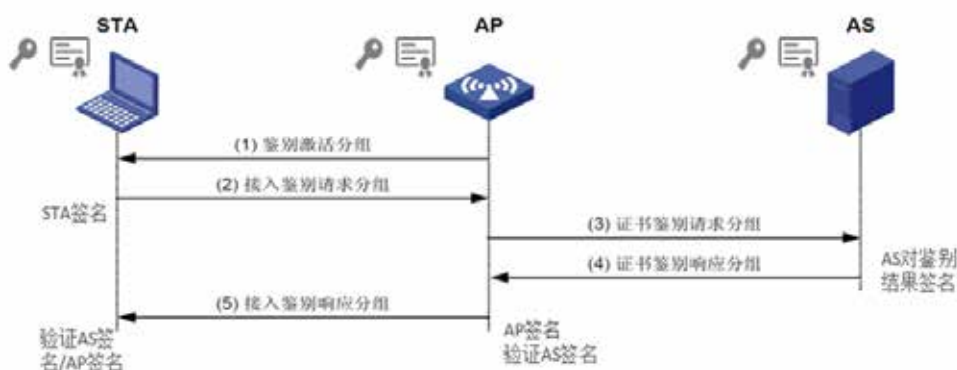 STA
AP
AS
(1) 鉴别激活分组
(2) 接入鉴别请求分组
STA签名
(3) 证书鉴别请求分组
(4) 证书鉴别响应分组
AS对鉴别
结果签名
(5) 接入鉴别响应分组
验证AS签
名/AP签名
AP签名
验证AS签名